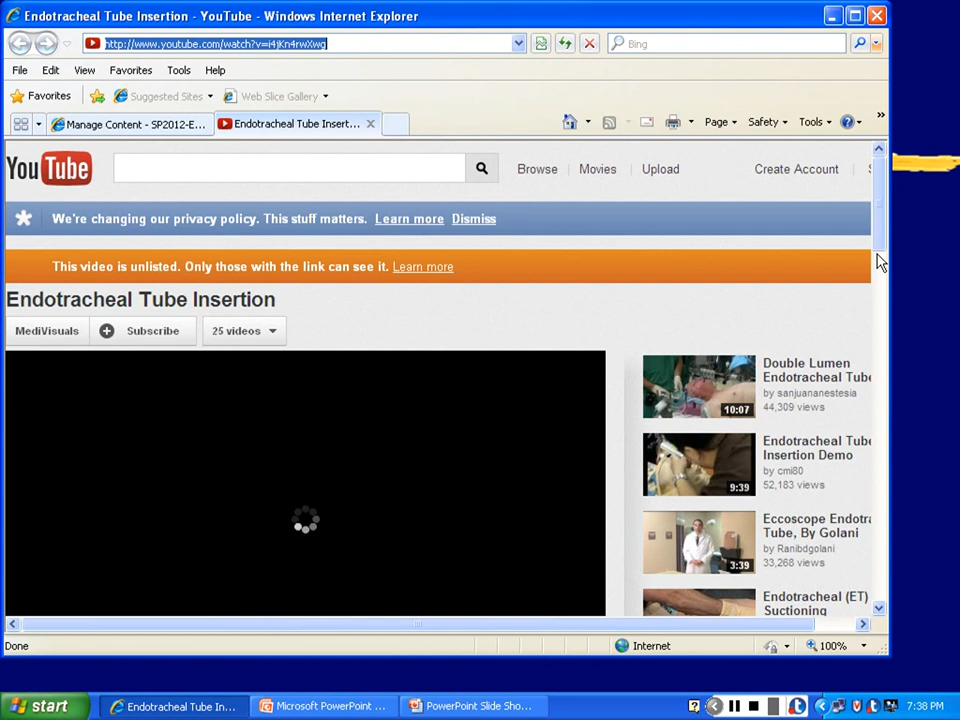 Endotracheal Tube Insertion - YouTube - Windows Internet Explorer
http://www.youtube.com/watch?v=i4jKn4rwXwg
Bing
File Edit View Favorites Tools Help
Favorites Suggested Sites Web Slice Gallery
Manage Content - SP2012-E... Endotracheal Tube Insert... Page Safety Tools »
YouTube Browse Movies Upload Create Account
We're changing our privacy policy. This stuff matters. Learn more Dismiss
This video is unlisted. Only those with the link can see it. Learn more
Endotracheal Tube Insertion
MediVisuals Subscribe 25 videos
Double Lumen
Endotracheal Tube
by sanjuananestesia
44,309 views
10:07
Endotracheal Tube
Insertion Demo
by cmi80
52,183 views
9:39
Eccoscope Endotra
Tube, By Golani
by Ranibdgolani
33,268 views
3:39
Endotracheal (ET)
Suctioning
Done Internet 100%
start Endotracheal Tube In... Microsoft PowerPoint ... PowerPoint Slide Sho... 7:38 PM